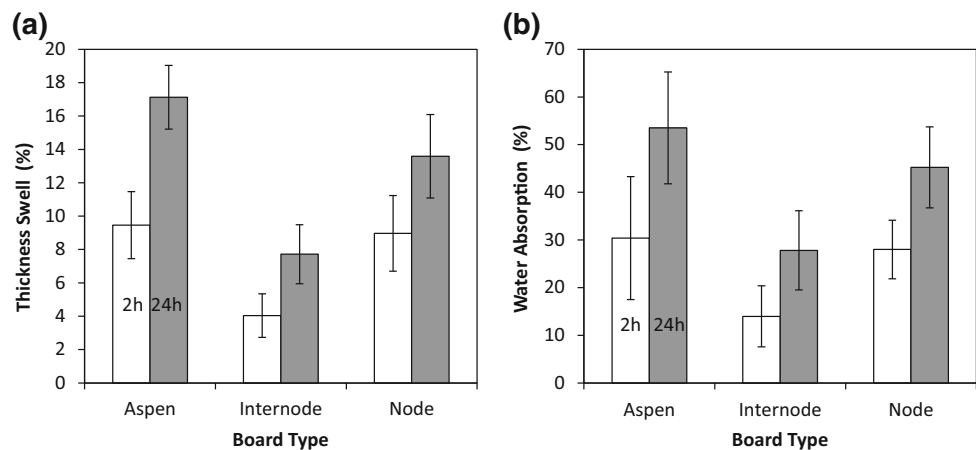 (a)
Thickness Swell (%)
20
18
16
14
12
10
8
6
4
2
0
2h 24h
Aspen Internode Node
Board Type
(b)
Water Absorption (%)
70
60
50
40
30
20
10
0
2h 24h
Aspen Internode Node
Board Type